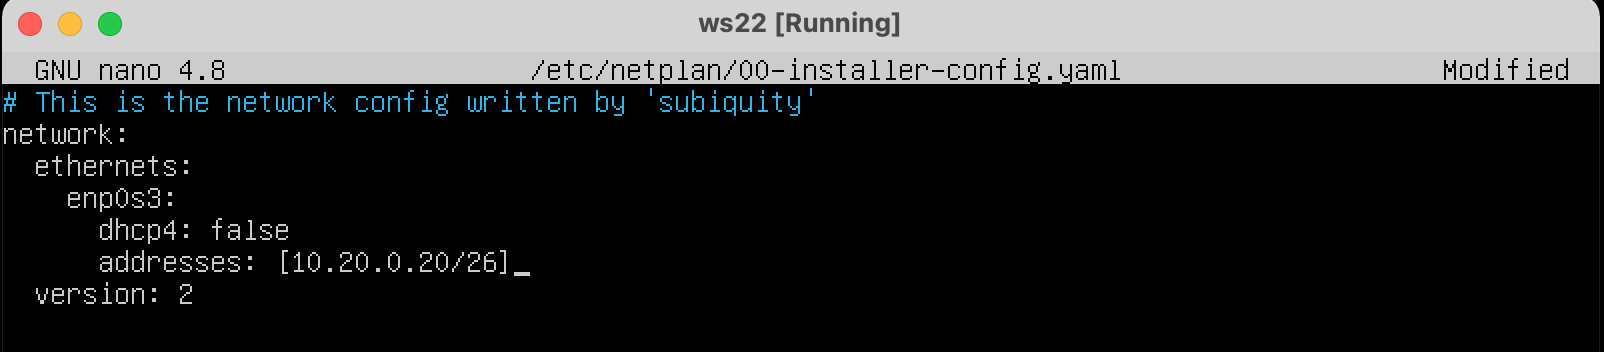 ws22 [Running]
GNU nano 4.8 /etc/netplan/00-installer-config.yaml Modified
# This is the network config written by 'subiquity'
network:
  ethernets:
    enp0s3:
      dhcp4: false
      addresses: [10.20.0.20/26]
  version: 2